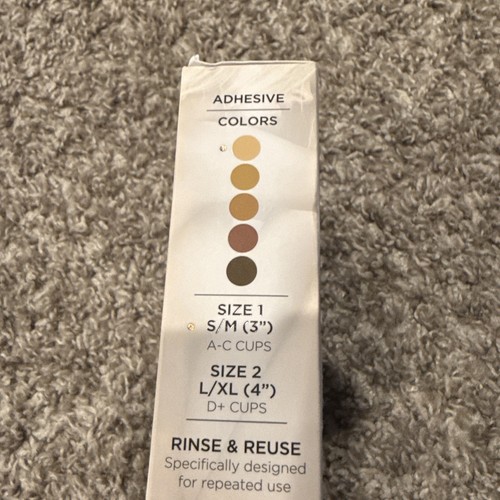 ADHESIVE
COLORS
SIZE 1
S/M (3")
A-C CUPS
SIZE 2
L/XL (4")
D+ CUPS
RINSE & REUSE
Specifically designed
for repeated use